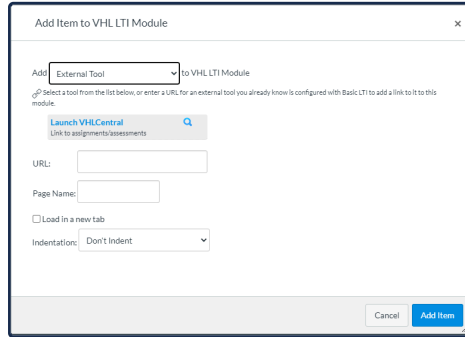 Add Item to VHL LTI Module
Add External Tool to VHL LTI Module
Select a tool from the list below, or enter a URL for an external tool you already know is configured with Basic LTI to add a link to it to this
module.
Launch VHLCentral
Link to assignments/assessments
URL:
Page Name:
Load in a new tab
Indentation: Don't Indent
Cancel Add Item